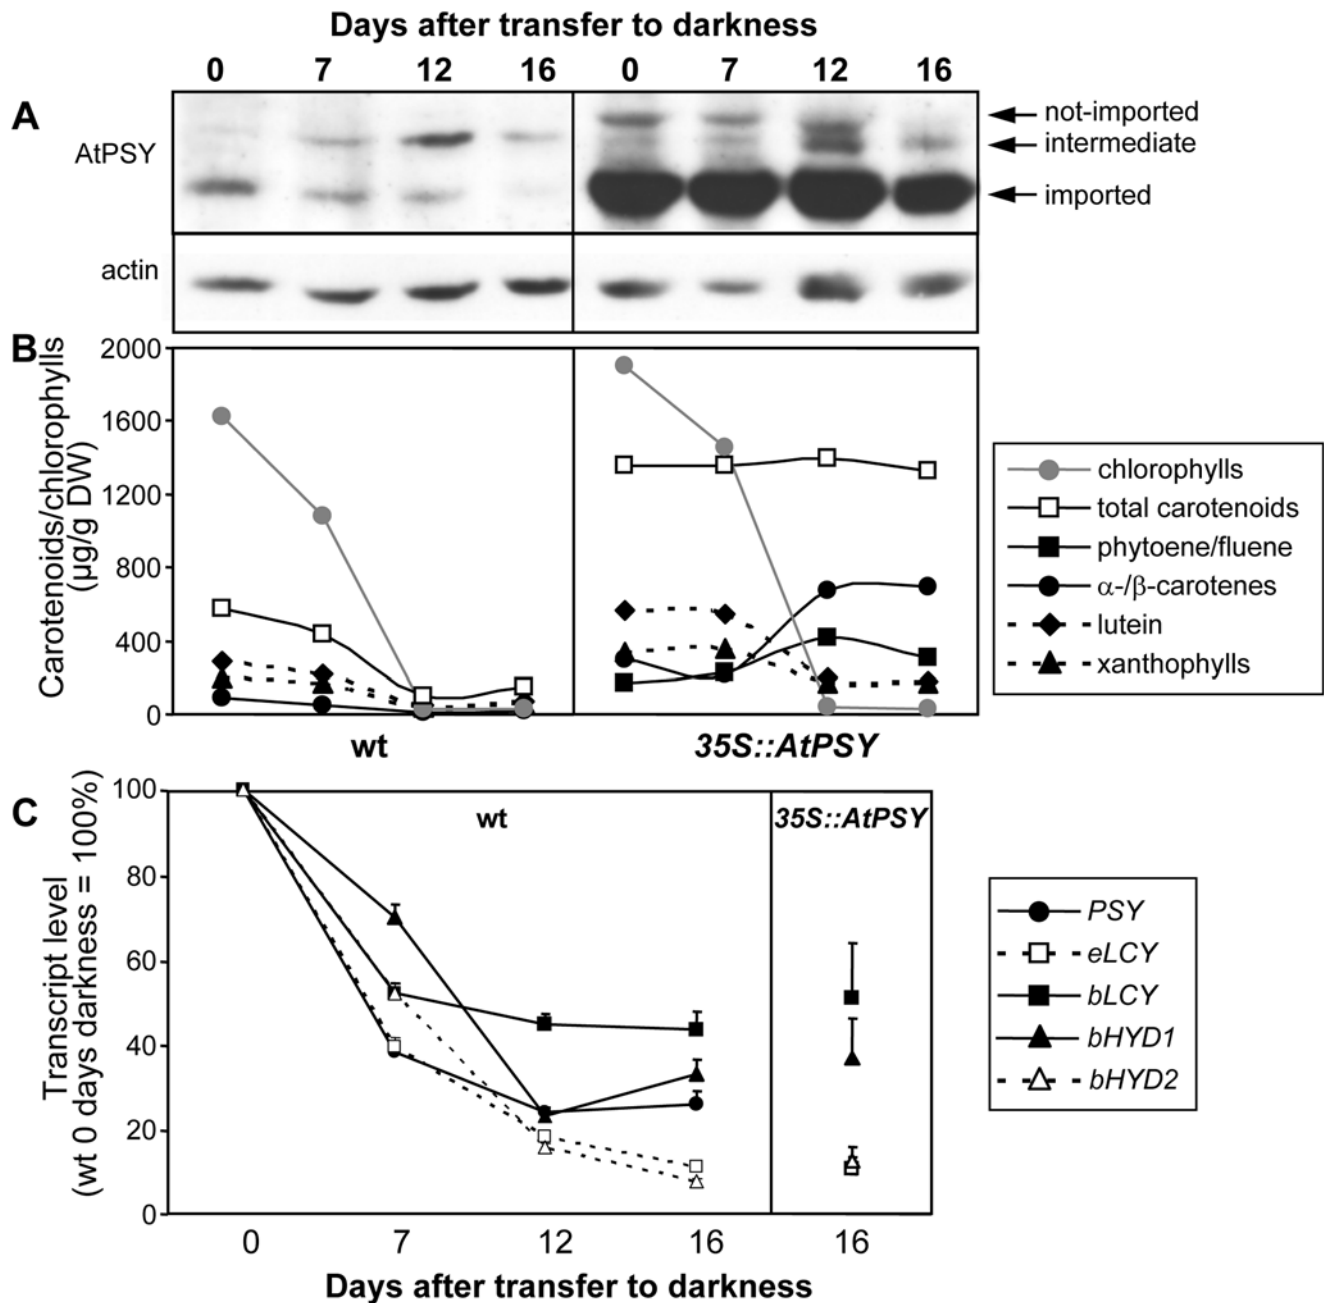 Days after transfer to darkness
0 7 12 16 0 7 12 16
A
AtPSY
not-imported
intermediate
imported
actin
B
Carotenoids/chlorophylls
(µg/g DW)
2000
1600
1200
800
400
0
wt
35S::AtPSY
chlorophylls
total carotenoids
phytoene/fluene
α-/β-carotenes
lutein
xanthophylls
C
Transcript level
(wt 0 days darkness = 100%)
100
80
60
40
20
0
wt
35S::AtPSY
PSY
eLCY
bLCY
bHYD1
bHYD2
0 7 12 16 16
Days after transfer to darkness